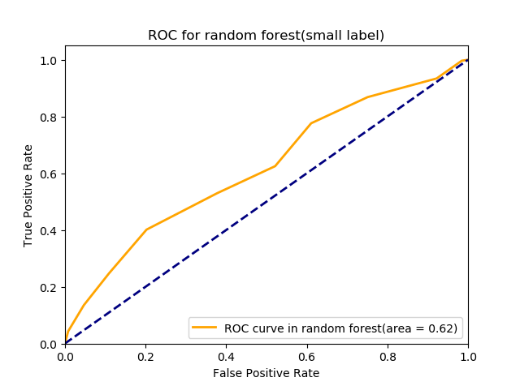 ROC for random forest(small label)
True Positive Rate
1.0
0.8
0.6
0.4
0.2
0.0
ROC curve in random forest(area = 0.62)
0.0 0.2 0.4 0.6 0.8 1.0
False Positive Rate